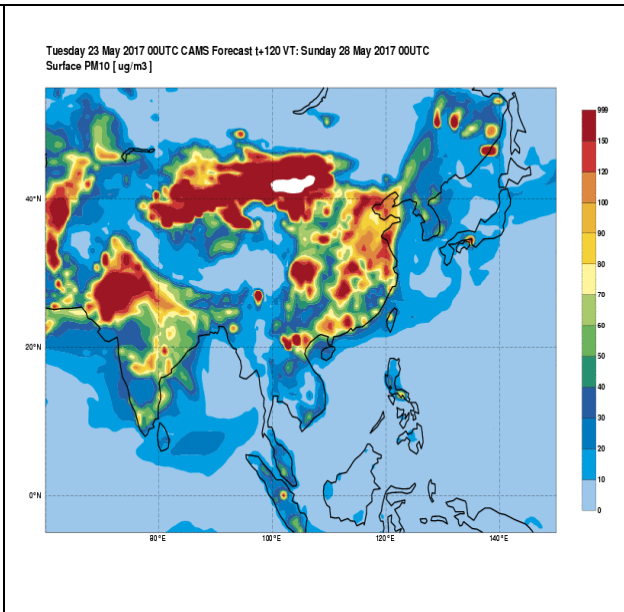 Tuesday 23 May 2017 00UTC CAMS Forecast t+120 VT: Sunday 28 May 2017 00UTC
Surface PM10 [ ug/m3 ]
999
150
120
100
90
80
70
60
50
40
30
20
10
0
40°N
20°N
0°N
80°E
100°E
120°E
140°E